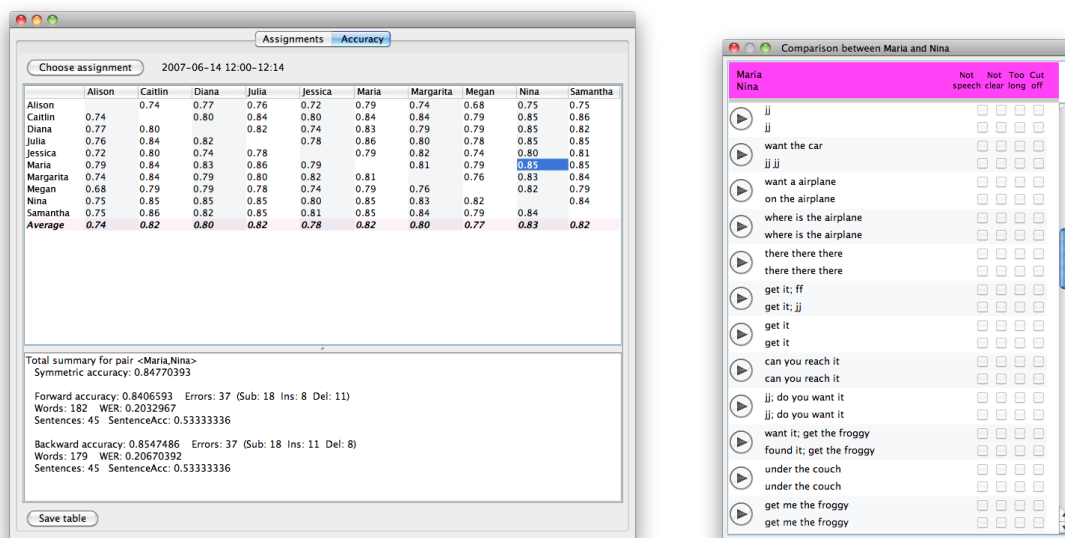 Assignments Accuracy
Choose assignment 2007-06-14 12:00-12:14
Alison Caitlin Diana Julia Jessica Maria Margarita Megan Nina Samantha
Alison 0.74 0.77 0.76 0.72 0.79 0.74 0.68 0.75 0.75
Caitlin 0.74 0.80 0.84 0.80 0.84 0.84 0.79 0.85 0.86
Diana 0.77 0.80 0.82 0.74 0.83 0.79 0.79 0.85 0.82
Julia 0.76 0.84 0.82 0.78 0.86 0.80 0.78 0.85 0.85
Jessica 0.72 0.80 0.74 0.78 0.79 0.82 0.74 0.80 0.81
Maria 0.79 0.84 0.83 0.86 0.79 0.81 0.79 0.85 0.85
Margarita 0.74 0.84 0.79 0.80 0.82 0.81 0.76 0.83 0.84
Megan 0.68 0.79 0.79 0.78 0.74 0.79 0.76 0.82 0.79
Nina 0.75 0.85 0.85 0.85 0.80 0.85 0.83 0.82 0.84
Samantha 0.75 0.86 0.82 0.85 0.81 0.85 0.84 0.79 0.84
Average 0.74 0.82 0.80 0.82 0.78 0.82 0.80 0.77 0.83 0.82
Total summary for pair <Maria,Nina>
Symmetric accuracy: 0.84770393
Forward accuracy: 0.8406593 Errors: 37 (Sub: 18 Ins: 8 Del: 11)
Words: 182 WER: 0.2032967
Sentences: 45 SentenceAcc: 0.53333336
Backward accuracy: 0.8547486 Errors: 37 (Sub: 18 Ins: 11 Del: 8)
Words: 179 WER: 0.20670392
Sentences: 45 SentenceAcc: 0.53333336
Save table
Comparison between Maria and Nina
Maria Not Not Too Cut
Nina speech clear long off
jj
jj
want the car
jj jj
want a airplane
on the airplane
where is the airplane
where is the airplane
there there there
there there there
get it; ff
get it; jj
get it
get it
can you reach it
can you reach it
jj; do you want it
jj; do you want it
want it; get the froggy
found it; get the froggy
under the couch
under the couch
get me the froggy
get me the froggy